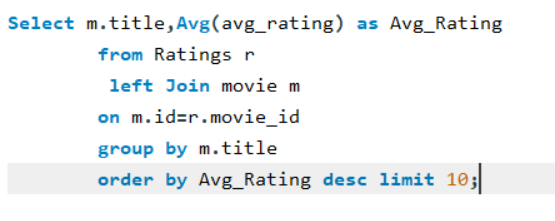 Select m.title,Avg(avg_rating) as Avg_Rating
from Ratings r
left Join movie m
on m.id=r.movie_id
group by m.title
order by Avg_Rating desc limit 10;